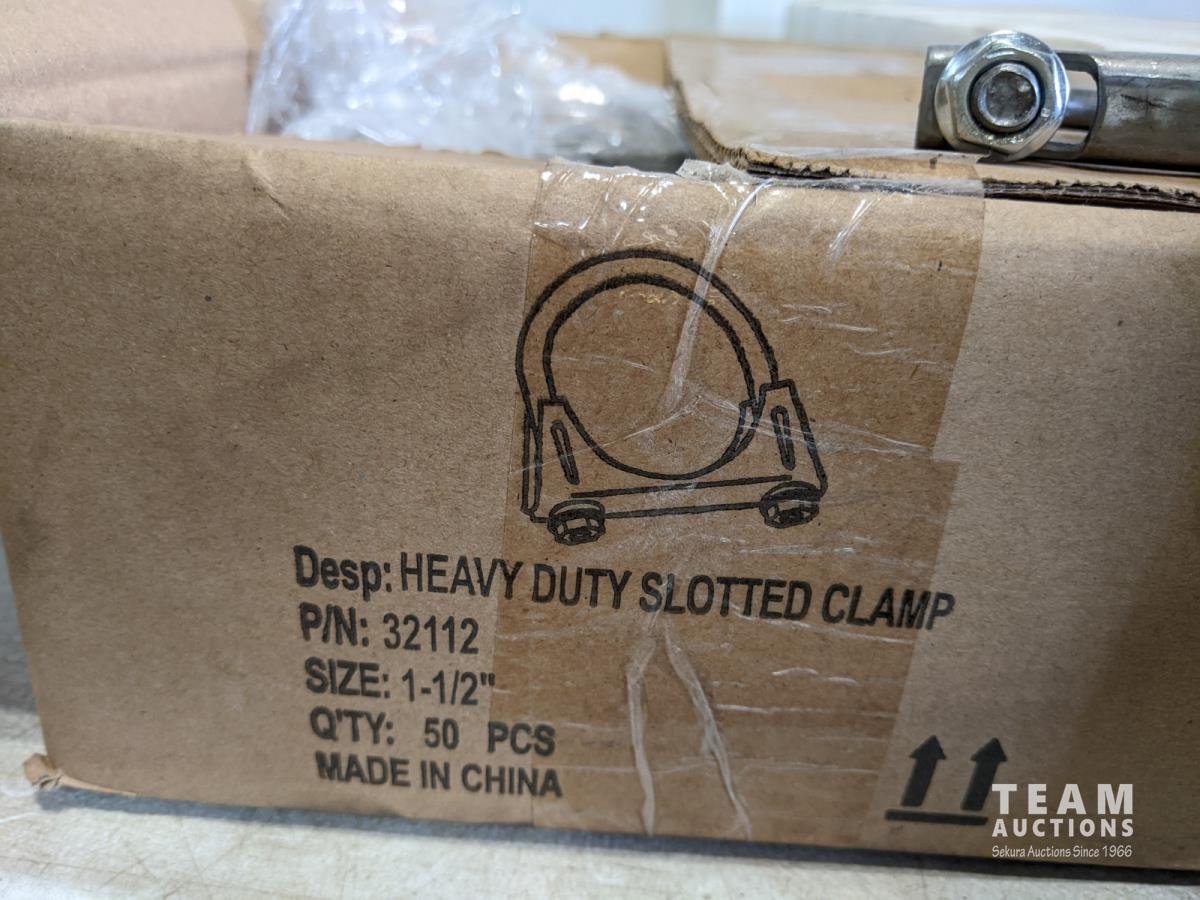 Desp: HEAVY DUTY SLOTTED CLAMP
P/N: 32112
SIZE: 1-1/2"
Q'TY: 50 PCS
MADE IN CHINA
TEAM
AUCTIONS
Sekura Auctions Since 1966